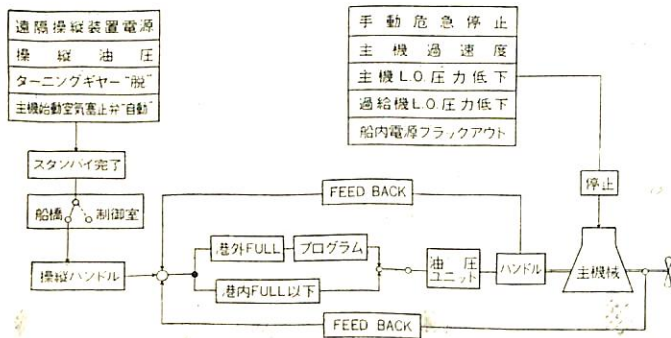 遠隔操縦装置電源
操縦油圧
ターニングギヤー"脱"
主機始動空気塞止弁"自動"
スタンバイ完了
船橋 制御室
操縦ハンドル
手動危急停止
主機過速度
主機L.O.圧力低下
過給機L.O.圧力低下
船内電源ブラックアウト
停止
FEED BACK
港外FULL
プログラム
港内FULL以下
油圧
ユニット
ハンドル
主機械
FEED BACK